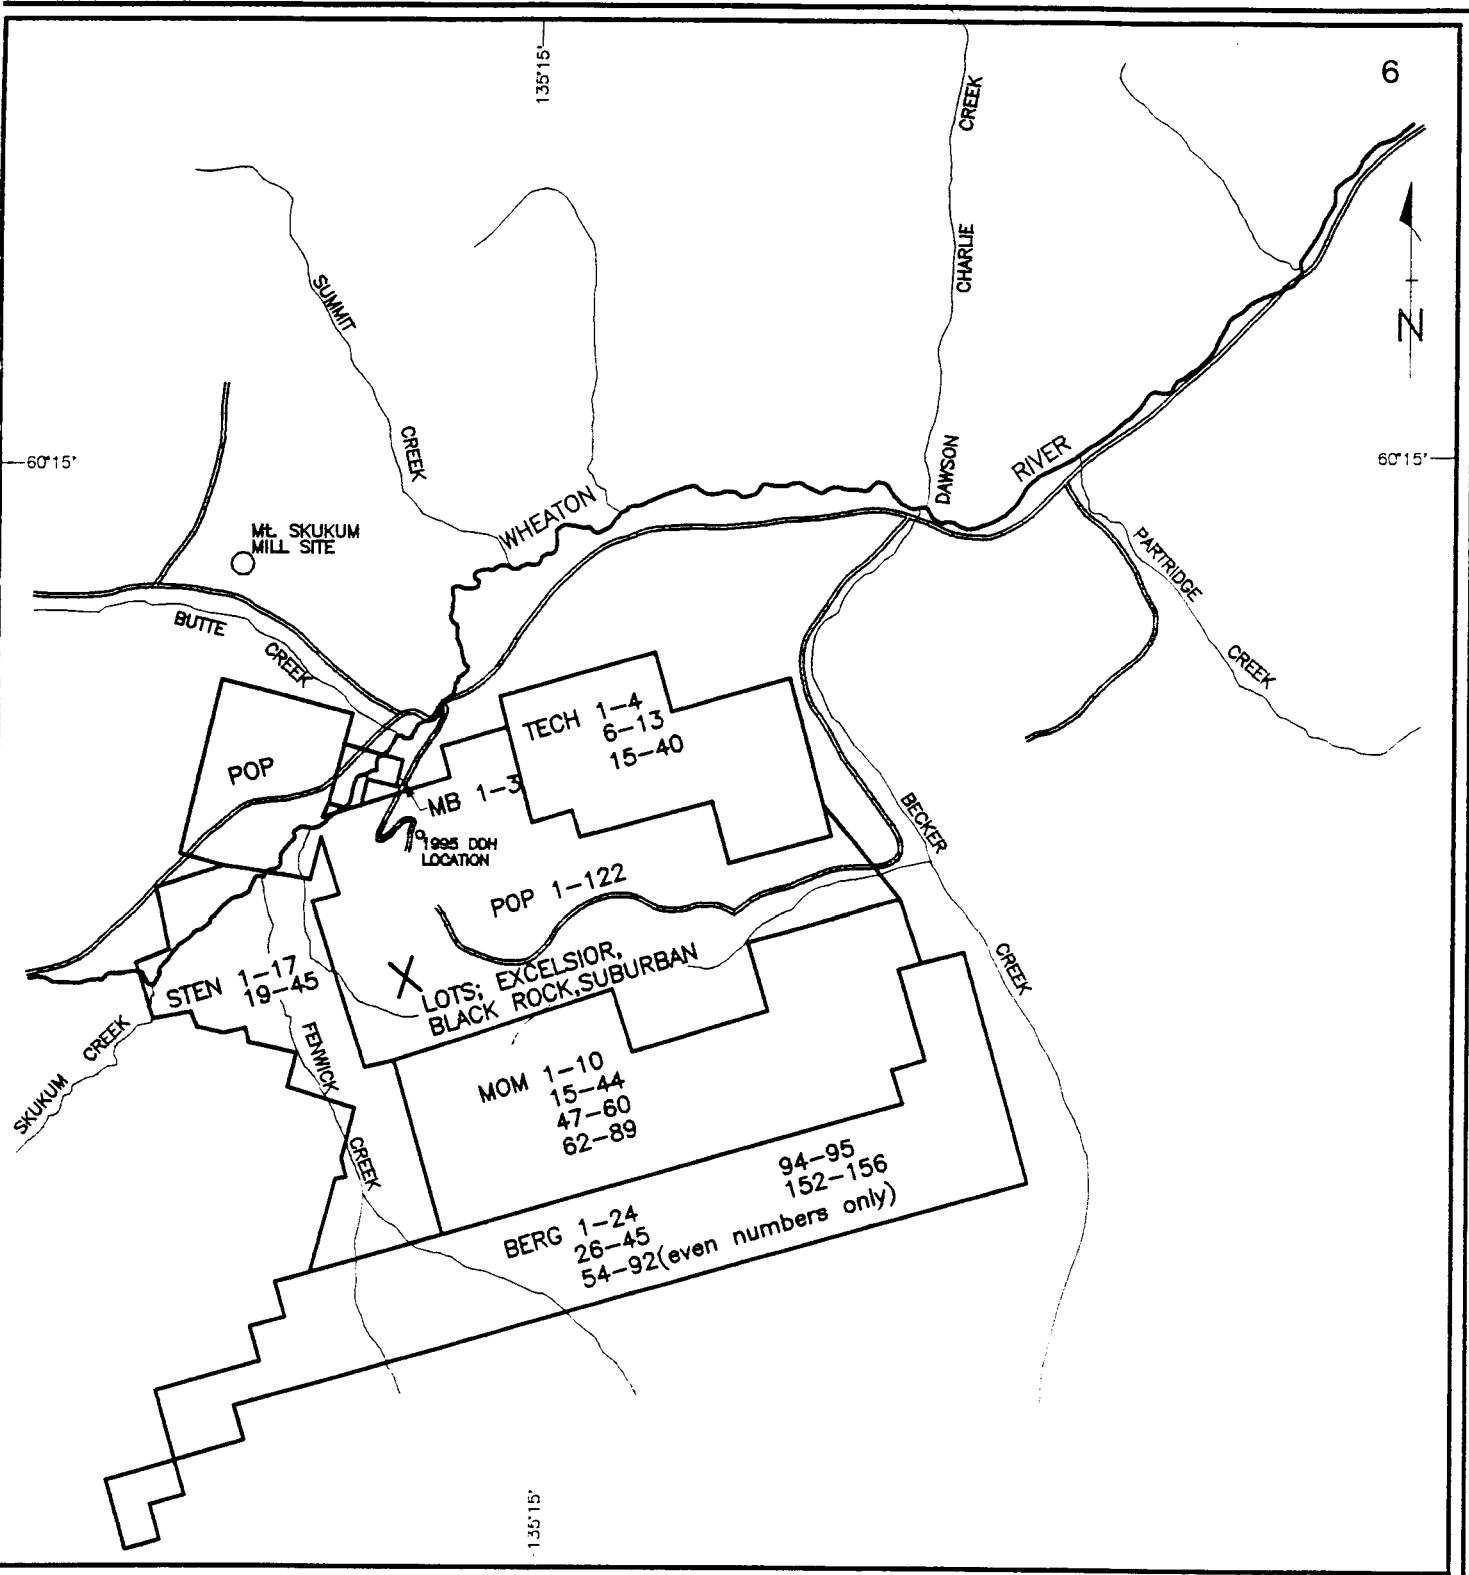 135°15'
6
CREEK
CHARLIE
DAWSON
SUMMIT
CREEK
N
60°15'
60°15'
RIVER
WHEATON
Mt. SKUKUM
MILL SITE
PARTRIDGE
CREEK
BUTTE
CREEK
TECH 1-4
6-13
15-40
POP
MB 1-3
1995 DDH
LOCATION
BECKER
CREEK
POP 1-122
STEN 1-17
19-45
LOTS; EXCELSIOR,
BLACK ROCK,SUBURBAN
SKUKUM CREEK
FENWICK
CREEK
MOM 1-10
15-44
47-60
62-89
94-95
152-156
BERG 1-24
26-45
54-92(even numbers only)
135°15'